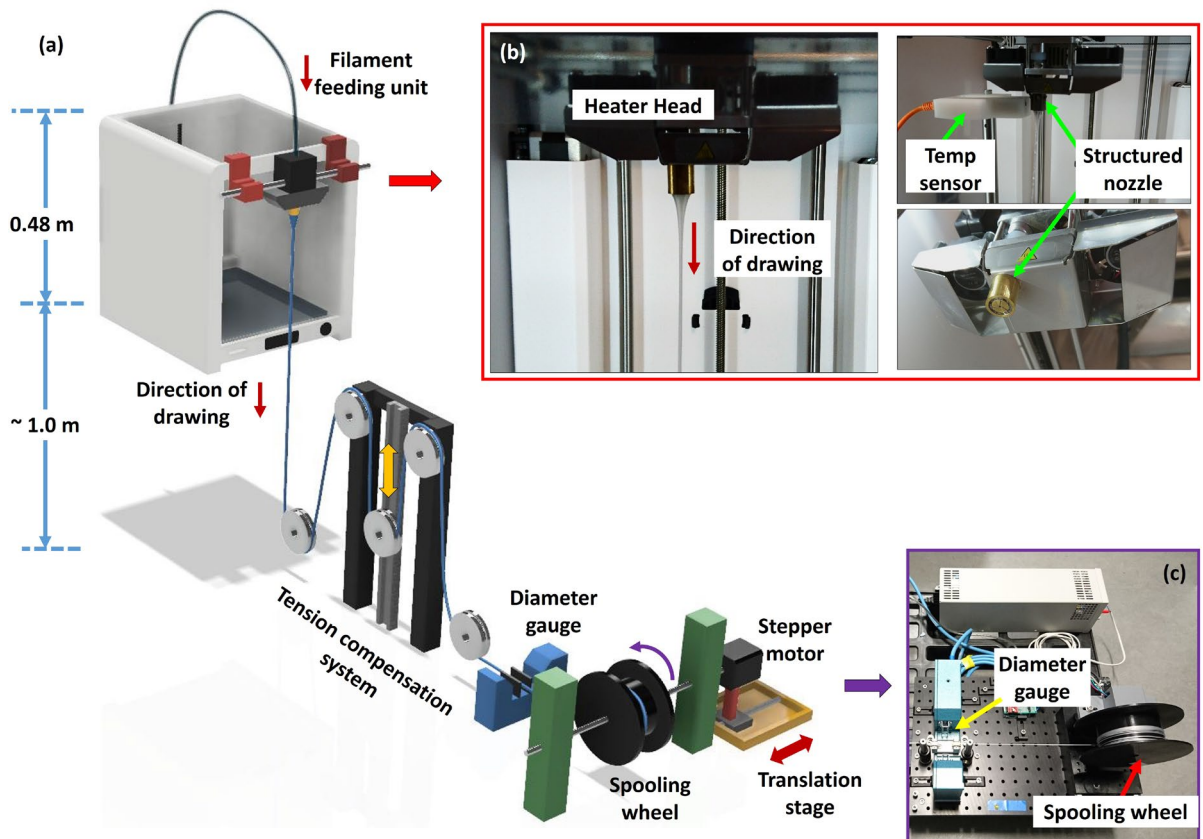 (a)
Filament
feeding unit
0.48 m
~ 1.0 m
Direction of
drawing
Tension compensation
system
Diameter
gauge
Stepper
motor
Spooling
wheel
Translation
stage
(b)
Heater Head
Direction
of drawing
Temp
sensor
Structured
nozzle
(c)
Diameter
gauge
Spooling wheel